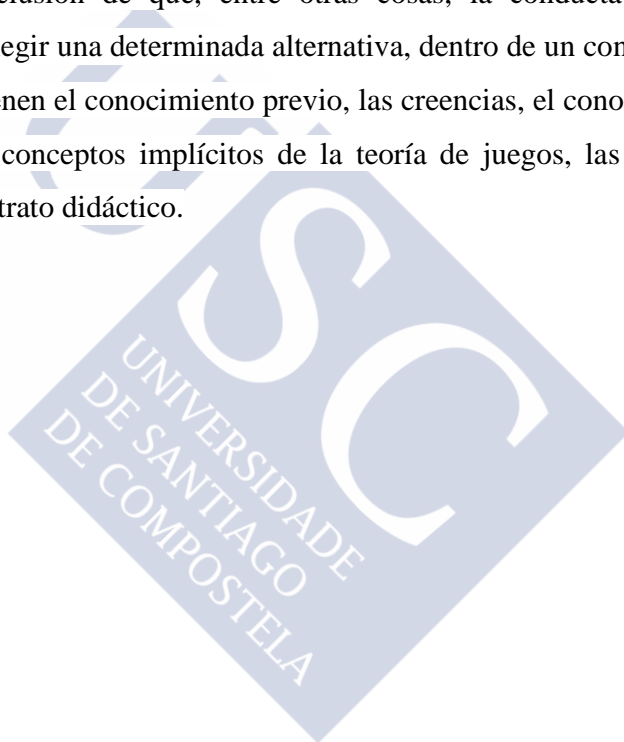 clusión de que, entre otras cosas, la conducta
egir una determinada alternativa, dentro de un con
enen el conocimiento previo, las creencias, el cono
conceptos implícitos de la teoría de juegos, las
trato didáctico.
SC
UNIVERSIDADE
DE SANTIAGO
DE COMPOSTELA